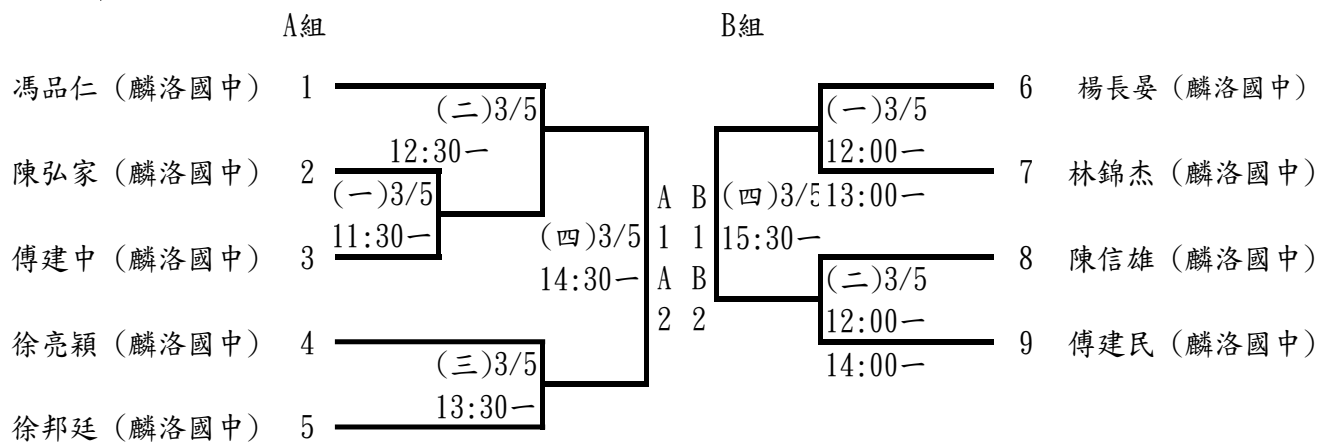 A組 B組
馮品仁 (麟洛國中) 1 6 楊長晏 (麟洛國中)
(二)3/5 (一)3/5
12:30一 12:00一
陳弘家 (麟洛國中) 2 7 林錦杰 (麟洛國中)
(一)3/5 A B (四)3/5 13:00一
11:30一 (四)3/5 1 1 15:30一
傅建中 (麟洛國中) 3 8 陳信雄 (麟洛國中)
14:30一 A B (二)3/5
2 2 12:00一
徐亮穎 (麟洛國中) 4 9 傅建民 (麟洛國中)
(三)3/5 14:00一
13:30一
徐邦廷 (麟洛國中) 5